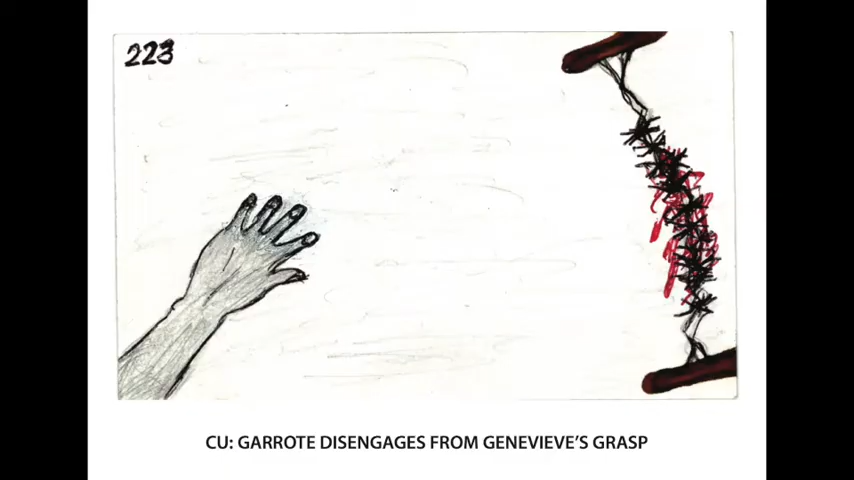 223
CU: GARROTE DISENGAGES FROM GENEVIEVE'S GRASP